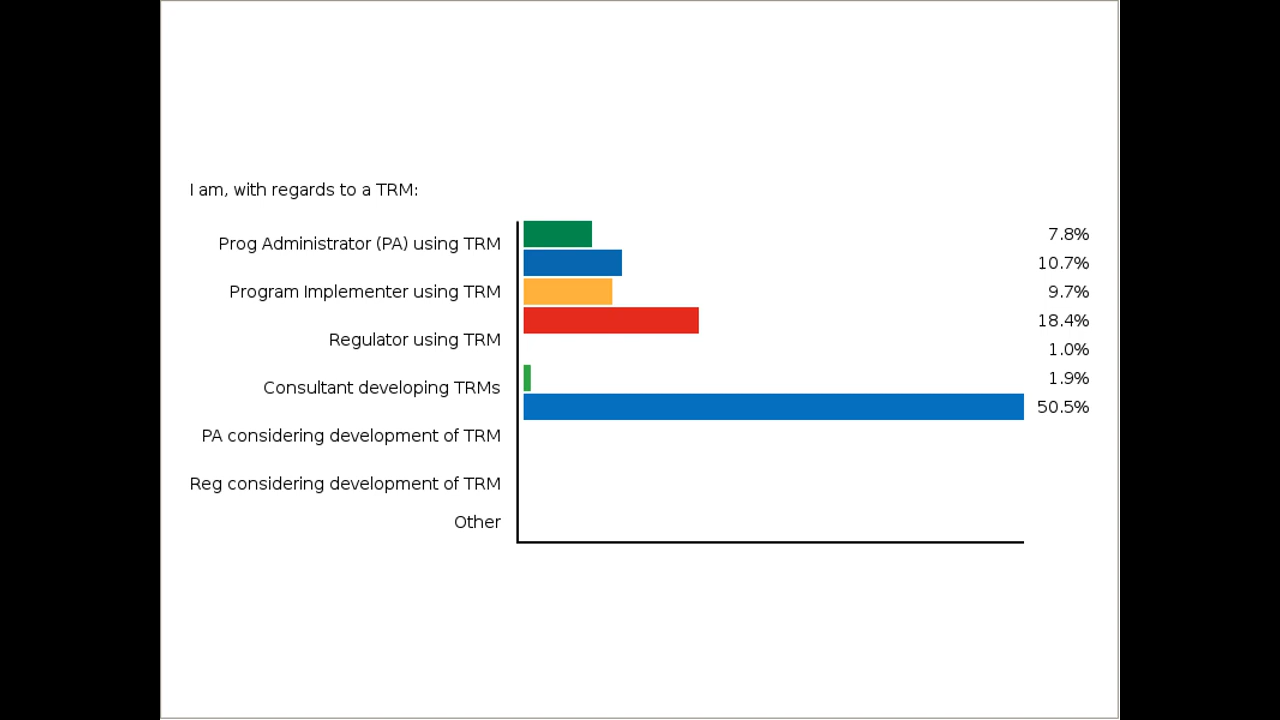 I am, with regards to a TRM:
Prog Administrator (PA) using TRM
Program Implementer using TRM
Regulator using TRM
Consultant developing TRMs
PA considering development of TRM
Reg considering development of TRM
Other
7.8%
10.7%
9.7%
18.4%
1.0%
1.9%
50.5%